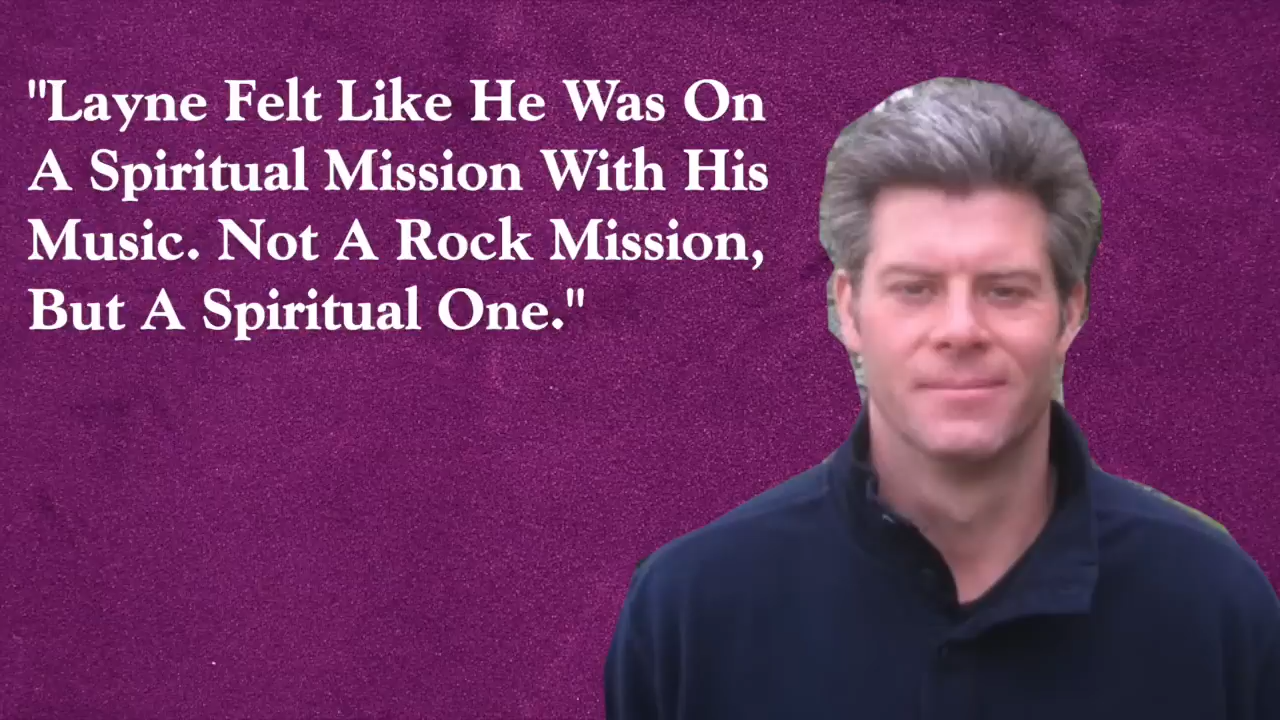 "Layne Felt Like He Was On
A Spiritual Mission With His
Music. Not A Rock Mission,
But A Spiritual One."